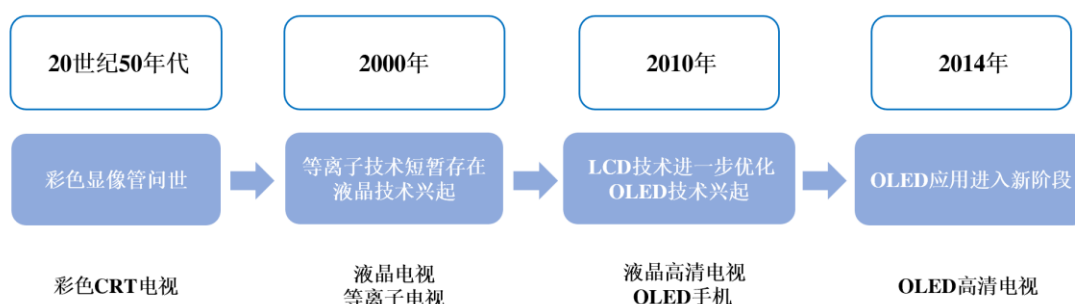 20世纪50年代
2000年
2010年
2014年
彩色显像管问世
等离子技术短暂存在
液晶技术兴起
LCD技术进一步优化
OLED技术兴起
OLED应用进入新阶段
彩色CRT电视
液晶电视
等离子电视
液晶高清电视
OLED手机
OLED高清电视